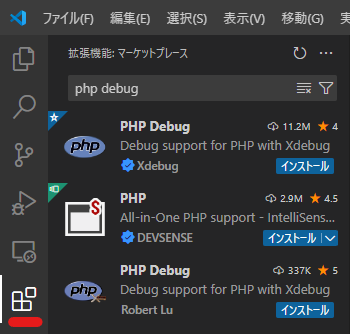 ファイル(F) 編集(E) 選択(S) 表示(V) 移動(G)
拡張機能: マーケットプレース
php debug
PHP Debug 11.2M ★ 4
Debug support for PHP with Xdebug
Xdebug インストール
php
PHP 2.9M ★ 4.5
All-in-One PHP support - IntelliSens...
DEVSENSE インストール
PHP Debug 337K ★ 5
Debug support for PHP with Xdebug
Robert Lu インストール
php